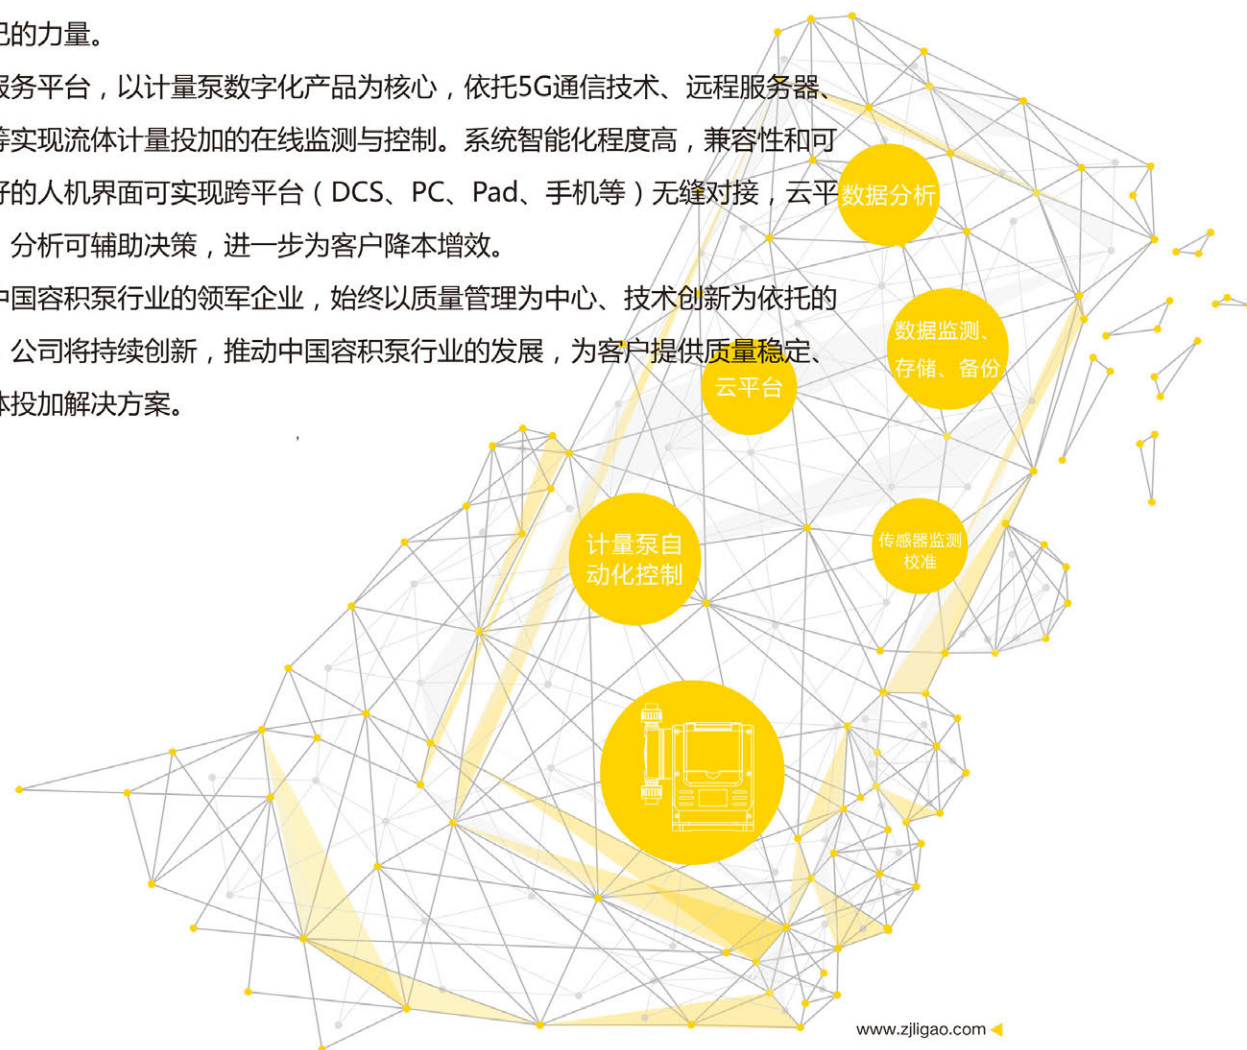 己的力量。
服务平台，以计量泵数字化产品为核心，依托5G通信技术、远程服务器、
等实现流体计量投加的在线监测与控制。系统智能化程度高，兼容性和可
好的人机界面可实现跨平台（DCS、PC、Pad、手机等）无缝对接，云平
分析可辅助决策，进一步为客户降本增效。
中国容积泵行业的领军企业，始终以质量管理为中心、技术创新为依托的
公司将持续创新，推动中国容积泵行业的发展，为客户提供质量稳定、
体投加解决方案。
数据分析
数据监测、
存储、备份
云平台
计量泵自
动化控制
传感器监测
校准
www.zjligao.com